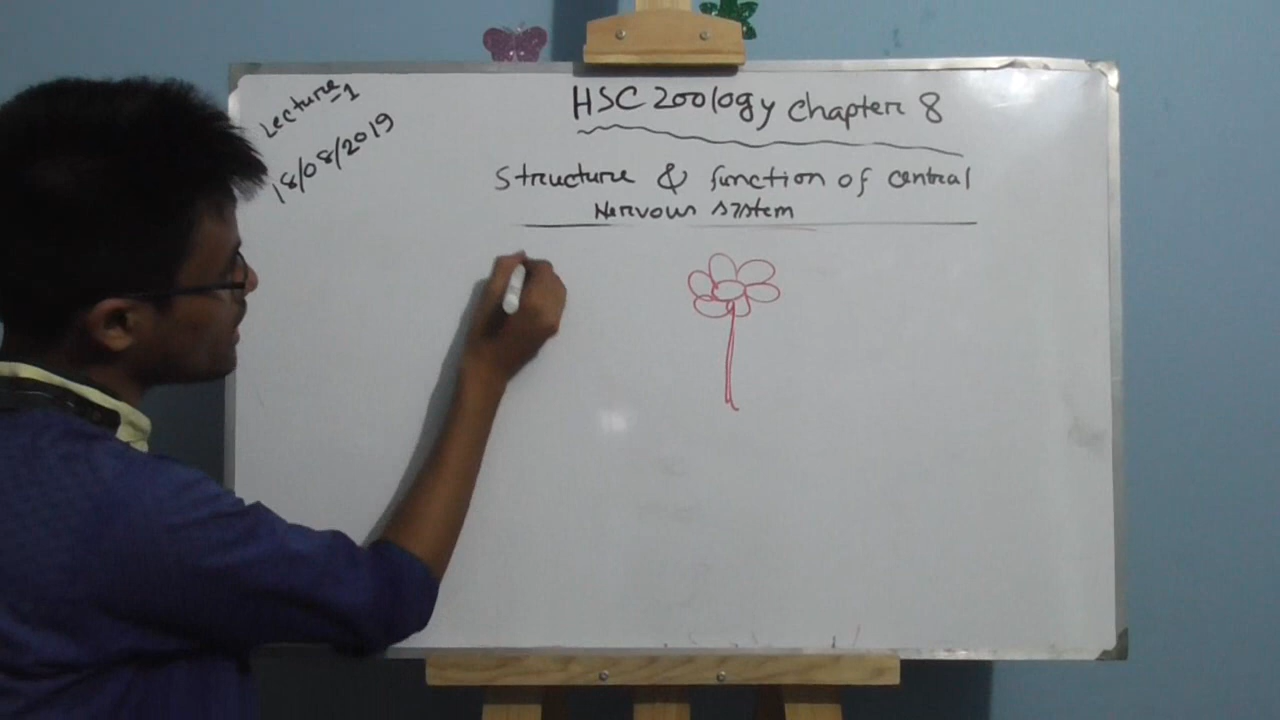 Lecture-1
18/08/2019
HSC Zoology Chapter 8
Structure & function of central
Nervous system